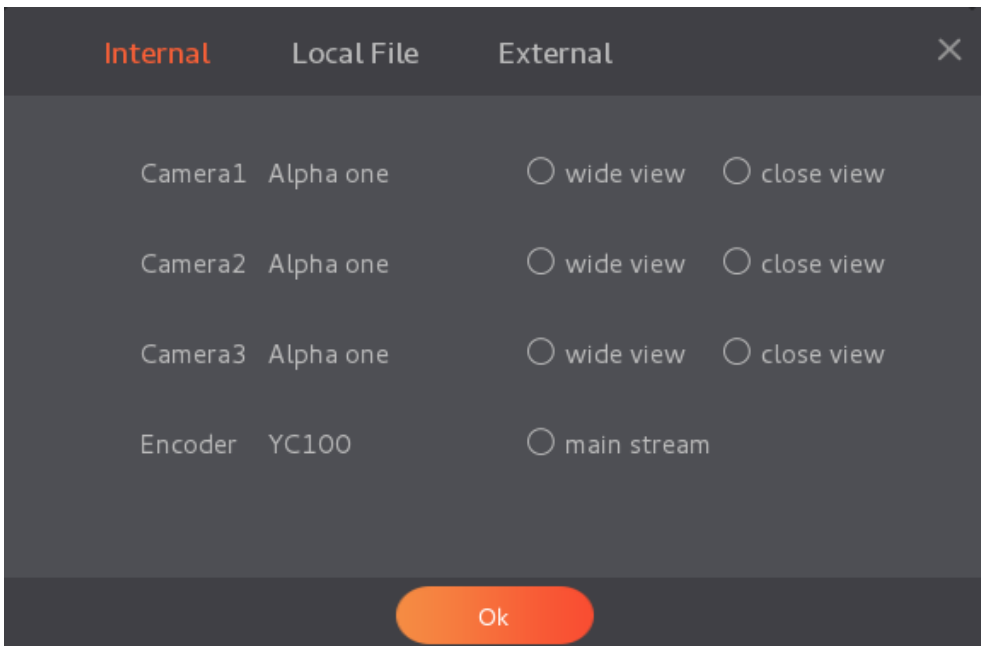 Internal Local File External
Camera1 Alpha one wide view close view
Camera2 Alpha one wide view close view
Camera3 Alpha one wide view close view
Encoder YC100 main stream
Ok